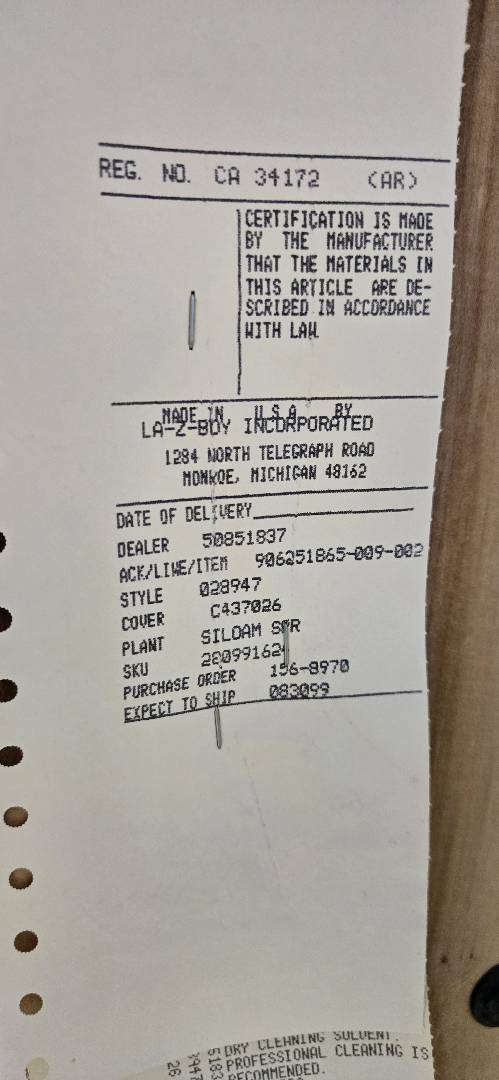 REG. NO. CA 34172 (AR)
CERTIFICATION IS MADE
BY THE MANUFACTURER
THAT THE MATERIALS IN
THIS ARTICLE ARE DE-
SCRIBED IN ACCORDANCE
WITH LAW.
MADE IN U.S.A. BY
LA-Z-BOY INCORPORATED
1284 NORTH TELEGRAPH ROAD
MONROE, MICHIGAN 48162
DATE OF DELIVERY
DEALER 50851837
ACK/LINE/ITEM 906251865-009-002
STYLE 028947
COVER C437026
PLANT SILOAM SPR
SKU
PURCHASE ORDER 156-8970
EXPECT TO SHIP 083099
DRY CLEANING SOLVENT.
PROFESSIONAL CLEANING IS
RECOMMENDED.
5183
26